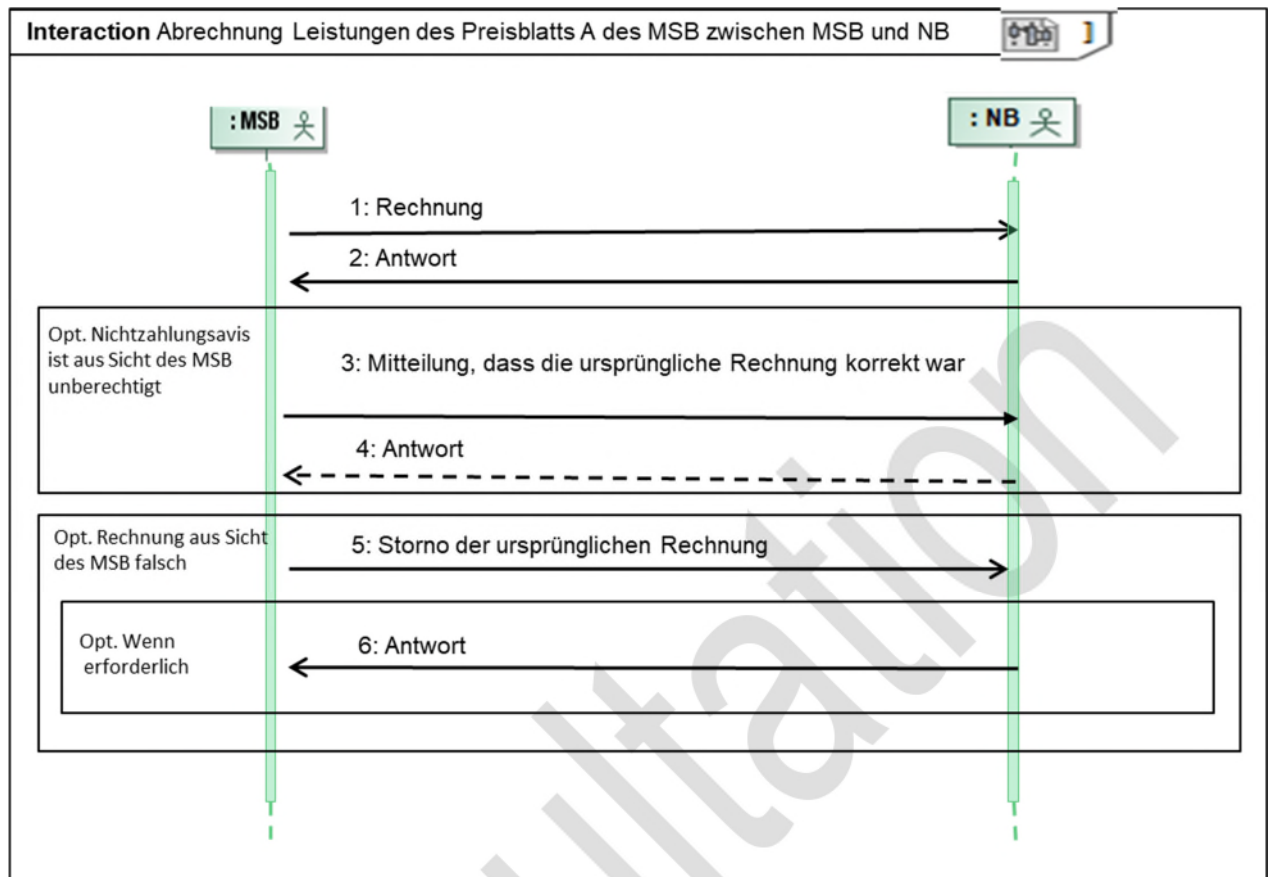 Interaction Abrechnung Leistungen des Preisblatts A des MSB zwischen MSB und NB
: MSB
: NB
1: Rechnung
2: Antwort
Opt. Nichtzahlungsavis
ist aus Sicht des MSB
unberechtigt
3: Mitteilung, dass die ursprüngliche Rechnung korrekt war
4: Antwort
Opt. Rechnung aus Sicht
des MSB falsch
5: Storno der ursprünglichen Rechnung
Opt. Wenn
erforderlich
6: Antwort
ultation